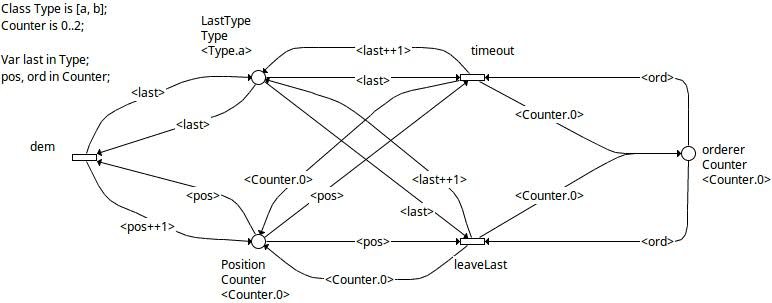 Class Type is [a, b];
Counter is 0..2;
Var last in Type;
pos, ord in Counter;
LastType
Type
<Type.a>
<last++1>
timeout
<last>
<ord>
<last>
<last>
<Counter.0>
dem
orderer
Counter
<Counter.0>
<Counter.0>
<last++1>
<pos>
<pos>
<Counter.0>
<last>
<pos++1>
<pos>
<ord>
Position
Counter
<Counter.0>
leaveLast
<Counter.0>